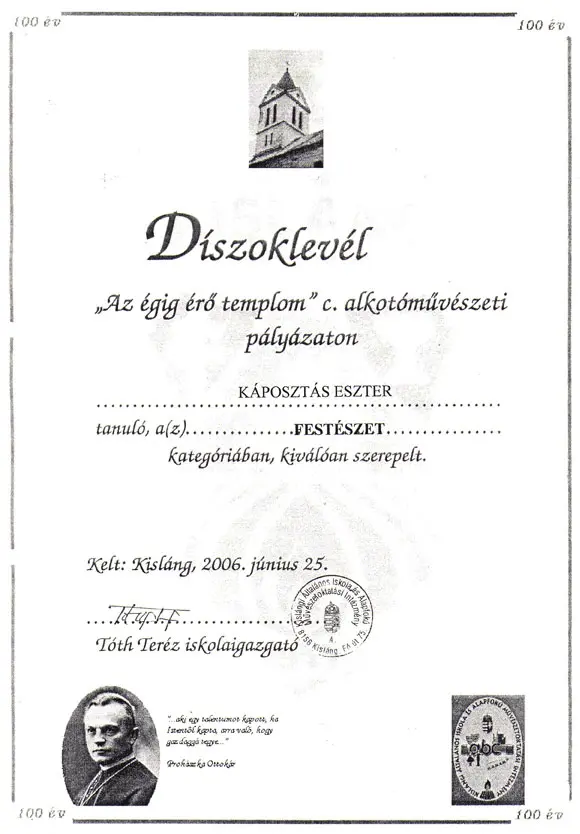 100 év
100 év
Díszoklevél
„Az égig érő templom” c. alkotóművészeti
pályázaton
KÁPOSZTÁS ESZTER
tanuló, a(z)...............FESTÉSZET................
kategóriában, kiválóan szerepelt.
Kelt: Kisláng, 2006. június 25.
Tóth Teréz iskolaigazgató
Kislángi Általános Iskola és Alapfokú
Művészetoktatási Intézmény
4.
8156 Kisláng, Fő út 75.
"...aki egy talentumot kapott, ha
Istentől kapta, arra való, hogy
gazdaggá tegye..."
Prohászka Ottokár
KISLÁNGI ÁLTALÁNOS ISKOLA ÉS ALAPFOKÚ MŰVÉSZETOKTATÁSI INTÉZMÉNY
abc
100 év
100 év